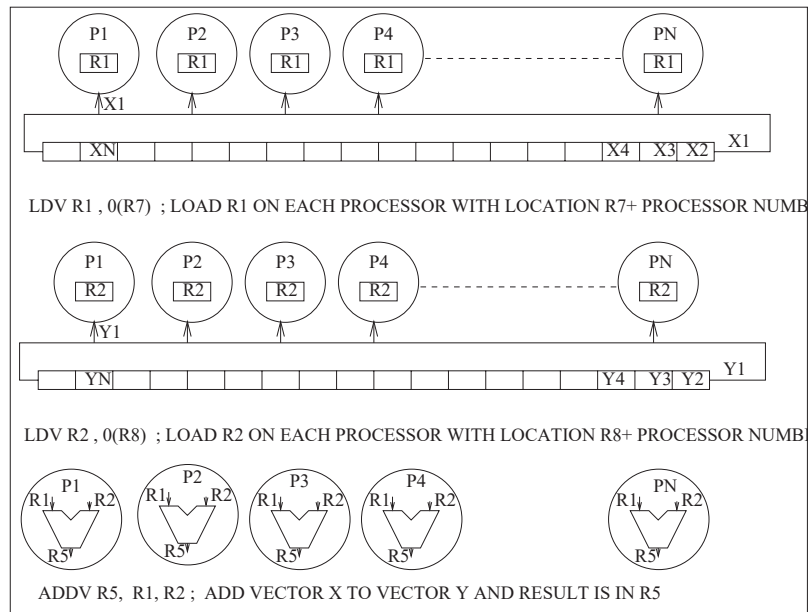 P1 P2 P3 P4 PN
R1 R1 R1 R1 R1
X1
XN X4 X3 X2 X1
LDV R1 , 0(R7) ; LOAD R1 ON EACH PROCESSOR WITH LOCATION R7+ PROCESSOR NUMB
P1 P2 P3 P4 PN
R2 R2 R2 R2 R2
Y1
YN Y4 Y3 Y2 Y1
LDV R2 , 0(R8) ; LOAD R2 ON EACH PROCESSOR WITH LOCATION R8+ PROCESSOR NUMB
P1 P2 P3 P4 PN
R1 R2 R1 R2 R1 R2 R1 R2 R1 R2
R5 R5 R5 R5 R5
ADDV R5, R1, R2 ; ADD VECTOR X TO VECTOR Y AND RESULT IS IN R5